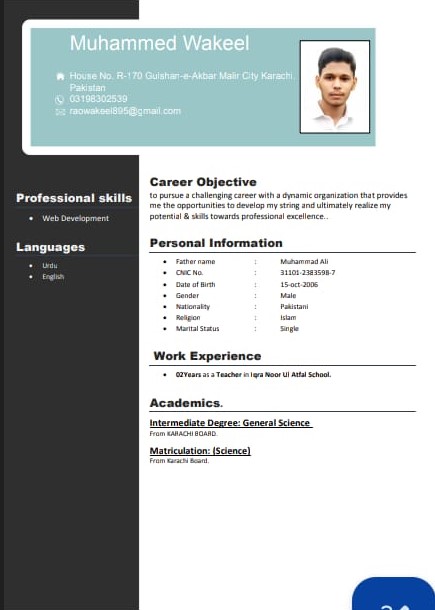 Muhammed Wakeel
House No. R-170 Gulshan-e-Akbar Malir City Karachi,
Pakistan
03198302539
raowakeel895@gmail.com
Professional skills
• Web Development
Languages
• Urdu
• English
Career Objective
to pursue a challenging career with a dynamic organization that provides
me the opportunities to develop my string and ultimately realize my
potential & skills towards professional excellence..
Personal Information
• Father name : Muhammad Ali
• CNIC No. : 31101-2383598-7
• Date of Birth : 15-oct-2006
• Gender : Male
• Nationality : Pakistani
• Religion : Islam
• Marital Status : Single
Work Experience
• 02Years as a Teacher in Iqra Noor Ul Atfal School.
Academics.
Intermediate Degree: General Science
From KARACHI BOARD.
Matriculation: (Science)
From Karachi Board.